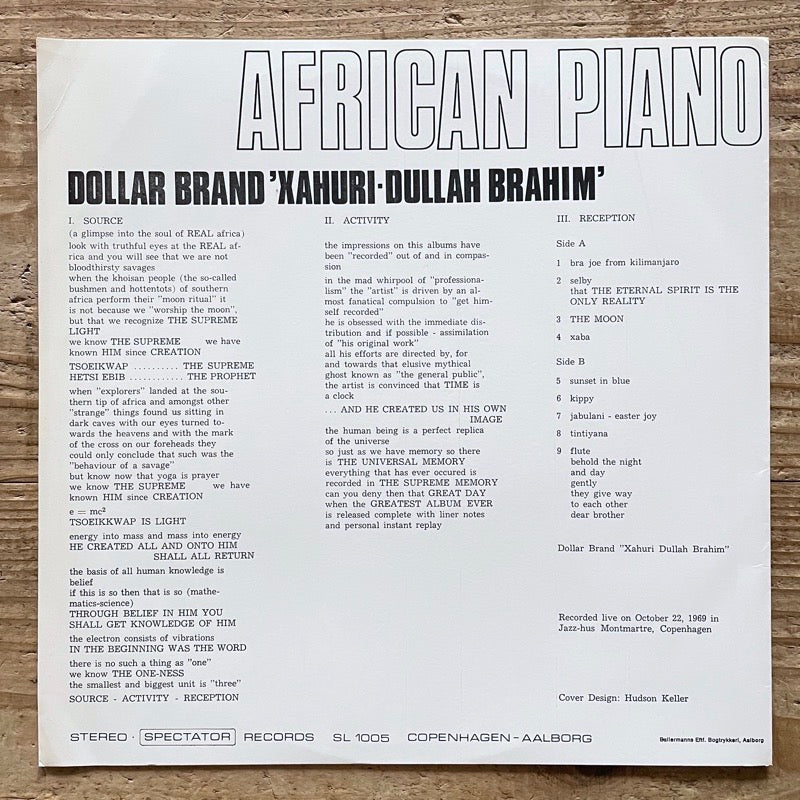 AFRICAN PIANO
DOLLAR BRAND 'XAHURI·DULLAH BRAHIM'
I. SOURCE
(a glimpse into the soul of REAL africa)
look with truthful eyes at the REAL af-
rica and you will see that we are not
bloodthirsty savages
when the khoisan people (the so-called
bushmen and hottentots) of southern
africa perform their "moon ritual" it
is not because we "worship the moon",
but that we recognize THE SUPREME
LIGHT
we know THE SUPREME we have
known HIM since CREATION
TSOEIKWAP .......... THE SUPREME
HETSI EBIB ............ THE PROPHET
when "explorers" landed at the sou-
thern tip of africa and amongst other
"strange" things found us sitting in
dark caves with our eyes turned to-
wards the heavens and with the mark
of the cross on our foreheads they
could only conclude that such was the
"behaviour of a savage"
but know now that yoga is prayer
we know THE SUPREME we have
known HIM since CREATION
e = mc²
TSOEIKKWAP IS LIGHT
energy into mass and mass into energy
HE CREATED ALL AND ONTO HIM
SHALL ALL RETURN
the basis of all human knowledge is
belief
if this is so then that is so (mathe-
matics-science)
THROUGH BELIEF IN HIM YOU
SHALL GET KNOWLEDGE OF HIM
the electron consists of vibrations
IN THE BEGINNING WAS THE WORD
there is no such a thing as "one"
we know THE ONE-NESS
the smallest and biggest unit is "three"
SOURCE - ACTIVITY - RECEPTION
II. ACTIVITY
the impressions on this albums have
been "recorded" out of and in compas-
sion
in the mad whirpool of "professiona-
lism" the "artist" is driven by an al-
most fanatical compulsion to "get him-
self recorded"
he is obsessed with the immediate dis-
tribution and if possible - assimilation
of "his original work"
all his efforts are directed by, for
and towards that elusive mythical
ghost known as "the general public",
the artist is convinced that TIME is
a clock
... AND HE CREATED US IN HIS OWN
IMAGE
the human being is a perfect replica
of the universe
so just as we have memory so there
is THE UNIVERSAL MEMORY
everything that has ever occured is
recorded in THE SUPREME MEMORY
can you deny then that GREAT DAY
when the GREATEST ALBUM EVER
is released complete with liner notes
and personal instant replay
III. RECEPTION
Side A
1 bra joe from kilimanjaro
2 selby
that THE ETERNAL SPIRIT IS THE
ONLY REALITY
3 THE MOON
4 xaba
Side B
5 sunset in blue
6 kippy
7 jabulani - easter joy
8 tintiyana
9 flute
behold the night
and day
gently
they give way
to each other
dear brother
Dollar Brand "Xahuri Dullah Brahim"
Recorded live on October 22, 1969 in
Jazz-hus Montmartre, Copenhagen
Cover Design: Hudson Keller
STEREO · SPECTATOR RECORDS SL 1005 COPENHAGEN - AALBORG
Bellermanns Eftf. Bogtrykkeri, Aalborg